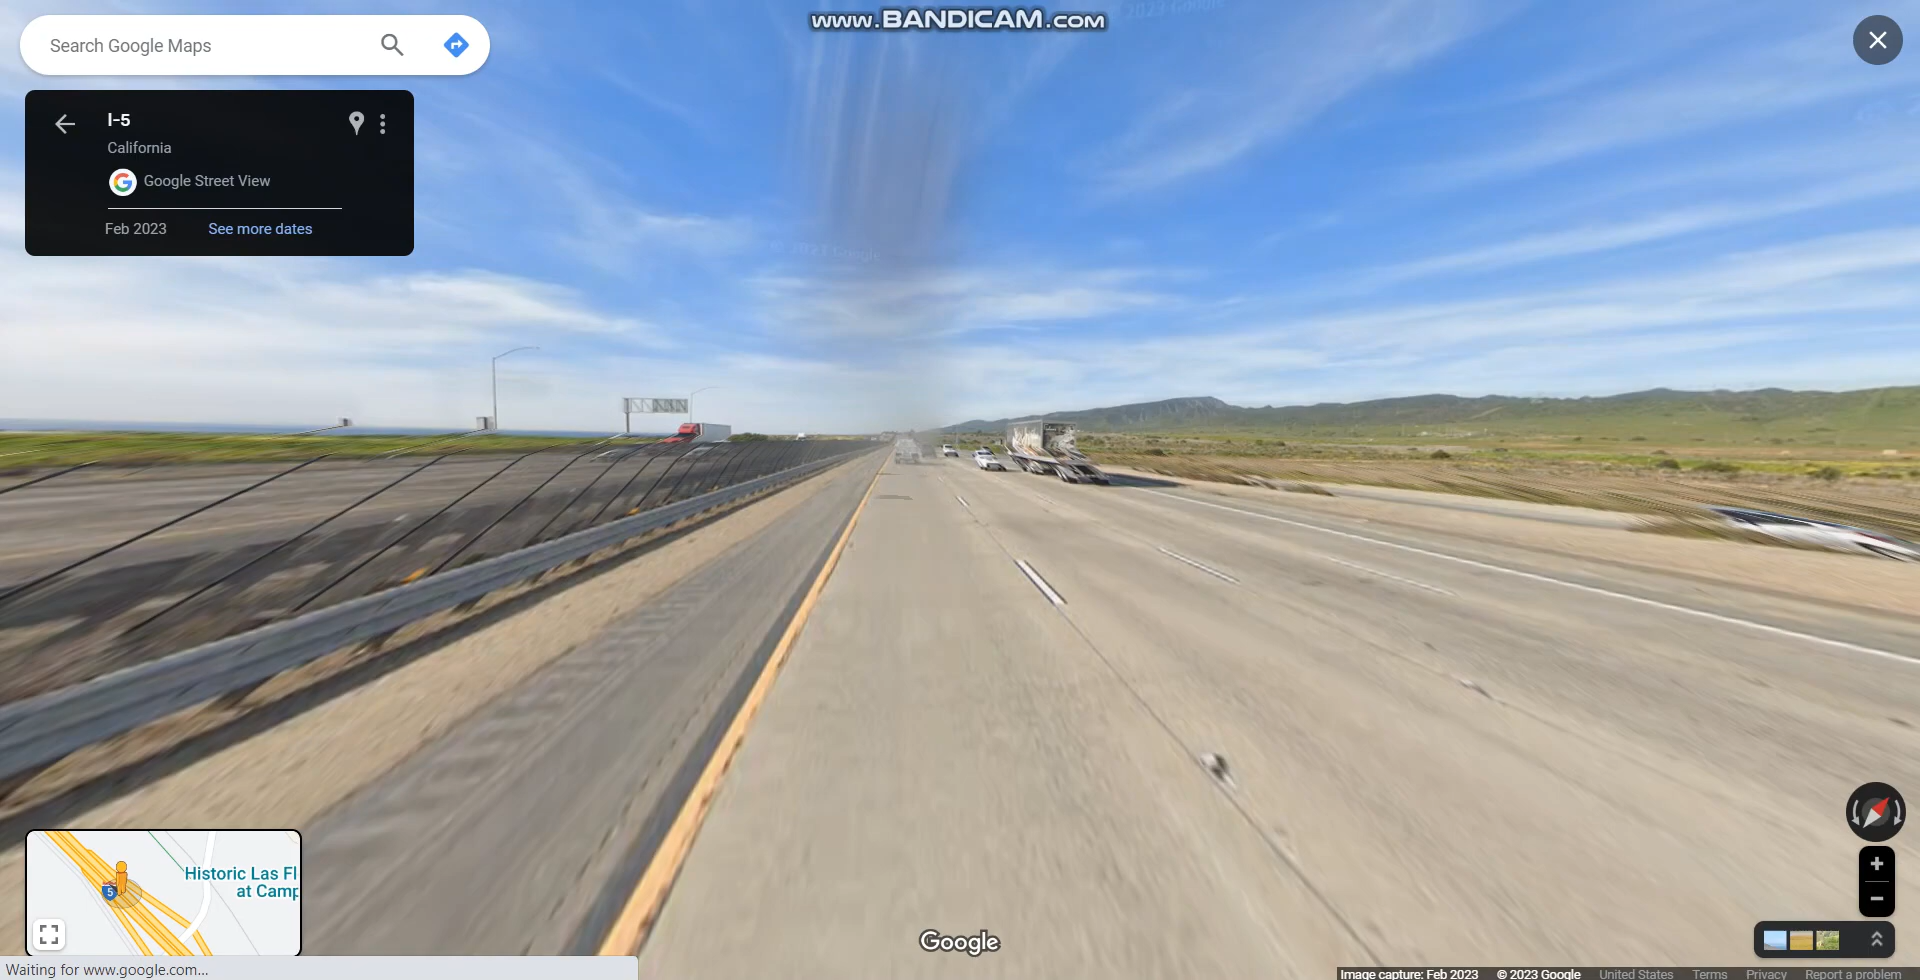 www.BANDICAM.com
Search Google Maps
I-5
California
Google Street View
Feb 2023
See more dates
Historic Las Fl
at Camp
5
Google
Waiting for www.google.com...
Image capture: Feb 2023
© 2023 Google
United States
Terms
Privacy
Report a problem